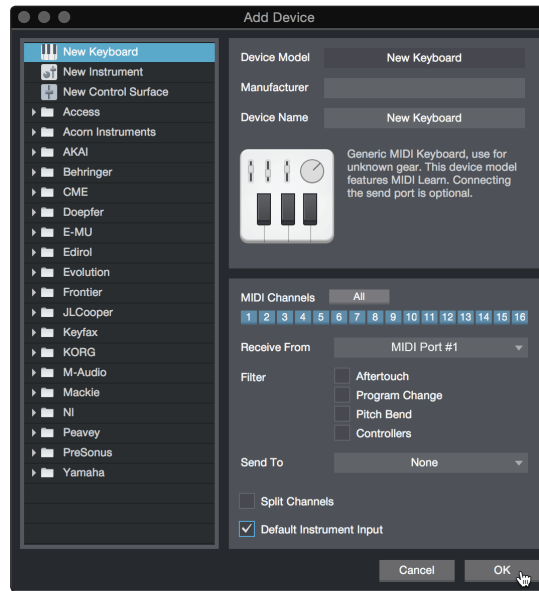 Add Device
New Keyboard
New Instrument
New Control Surface
Access
Acorn Instruments
AKAI
Behringer
CME
Doepfer
E-MU
Edirol
Evolution
Frontier
JLCooper
Keyfax
KORG
M-Audio
Mackie
NI
Peavey
PreSonus
Yamaha
Device Model New Keyboard
Manufacturer
Device Name New Keyboard
Generic MIDI Keyboard, use for
unknown gear. This device model
features MIDI Learn. Connecting
the send port is optional.
MIDI Channels All
1 2 3 4 5 6 7 8 9 10 11 12 13 14 15 16
Receive From MIDI Port #1
Filter Aftertouch
Program Change
Pitch Bend
Controllers
Send To None
Split Channels
Default Instrument Input
Cancel OK